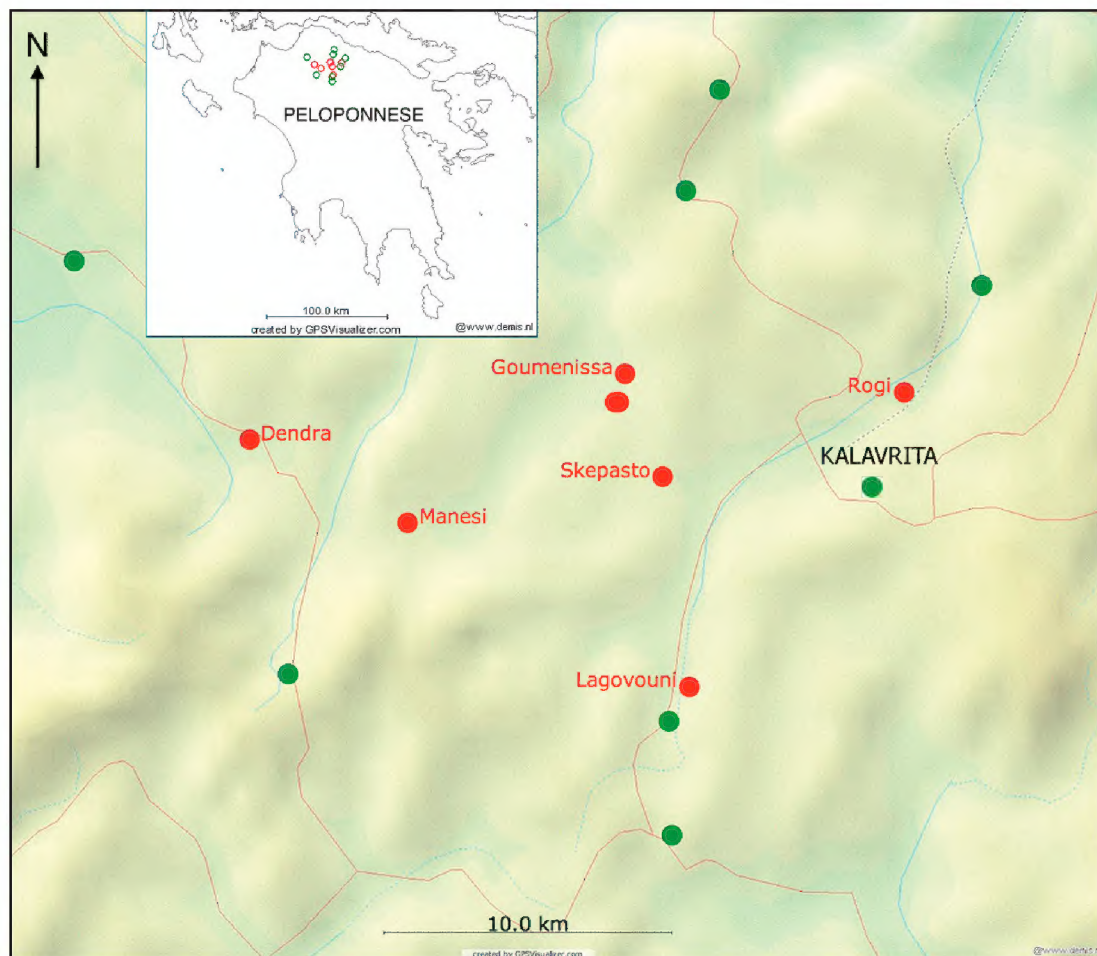 N
PELOPONNESE
100.0 km
created by GPSVisualizer.com
@www.demis.nl
Goumenissa
Rogi
Dendra
KALAVRITA
Skepasto
Manesi
Lagovouni
10.0 km
created by GPSVisualizer.com